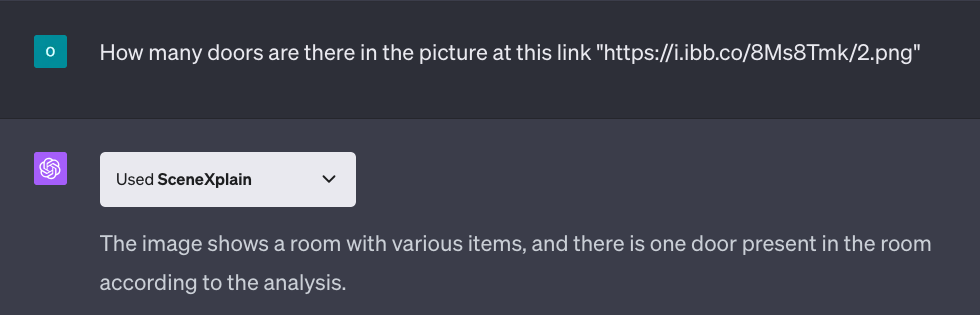 O
How many doors are there in the picture at this link "https://i.ibb.co/8Ms8Tmk/2.png"
Used SceneXplain
The image shows a room with various items, and there is one door present in the room
according to the analysis.